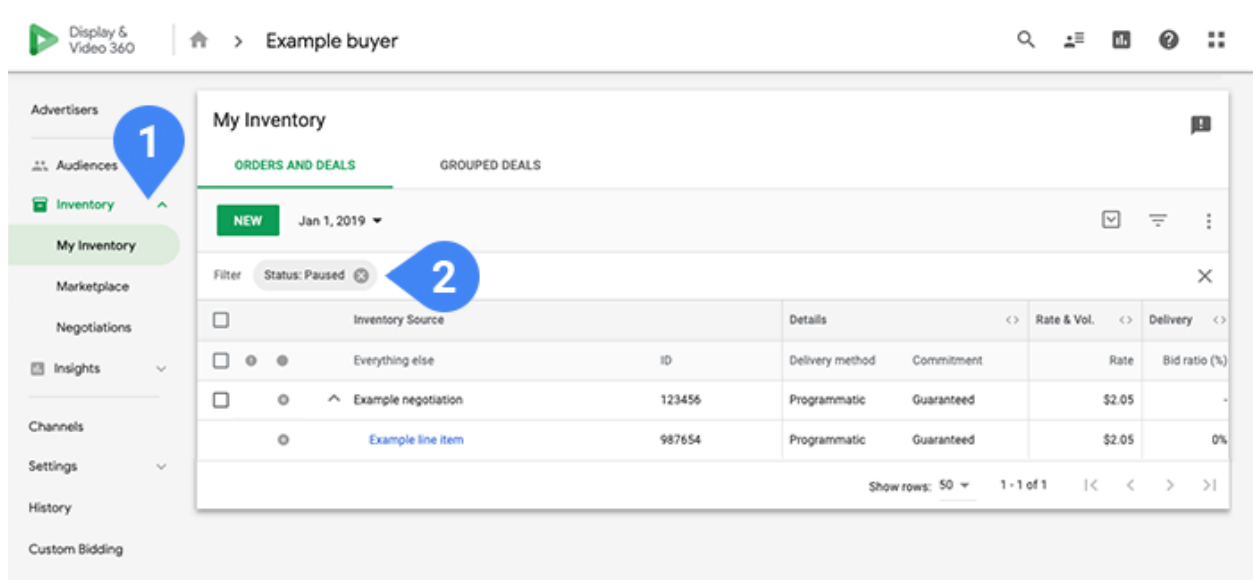 Display &
Video 360
Example buyer
Advertisers
Audiences
Inventory
My Inventory
Marketplace
Negotiations
Insights
Channels
Settings
History
Custom Bidding
1
My Inventory
ORDERS AND DEALS GROUPED DEALS
NEW Jan 1, 2019
Filter Status: Paused
2
Inventory Source Details <> Rate & Vol. <> Delivery <>
Everything else ID Delivery method Commitment Rate Bid ratio (%)
Example negotiation 123456 Programmatic Guaranteed $2.05 -
Example line item 987654 Programmatic Guaranteed $2.05 0%
Show rows: 50 1 - 1 of 1